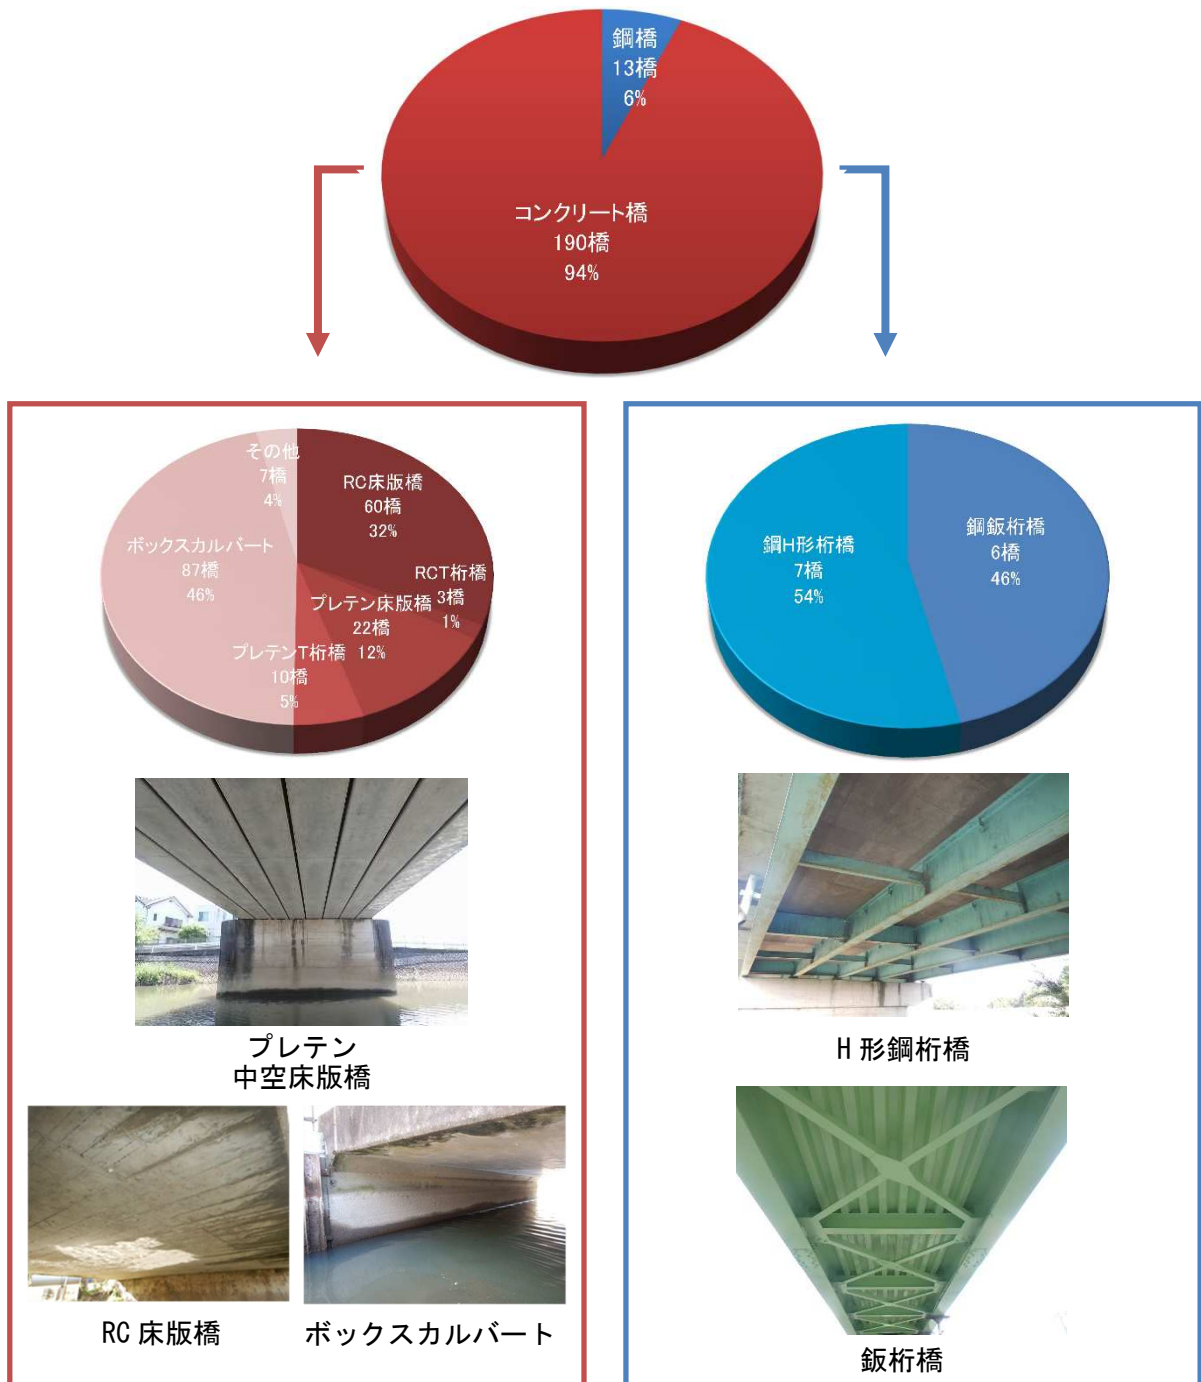 鋼橋
13橋
6%
コンクリート橋
190橋
94%
その他
7橋
4%
RC床版橋
60橋
32%
ボックスカルバート
87橋
46%
RCT桁橋
3橋
1%
プレテン床版橋
22橋
12%
プレテンT桁橋
10橋
5%
プレテン
中空床版橋
RC 床版橋
ボックスカルバート
鋼H形桁橋
7橋
54%
鋼鈑桁橋
6橋
46%
H 形鋼桁橋
鈑桁橋